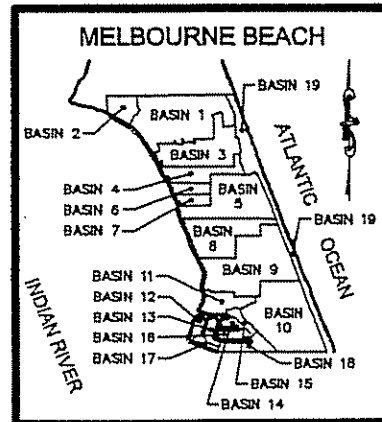 MELBOURNE BEACH
BASIN 19
BASIN 1
BASIN 2
BASIN 3
ATLANTIC
OCEAN
BASIN 4
BASIN 6
BASIN 5
BASIN 7
BASIN 19
BASIN 8
BASIN 11
BASIN 9
BASIN 12
BASIN 13
BASIN 10
BASIN 16
BASIN 17
BASIN 18
BASIN 15
BASIN 14
INDIAN RIVER